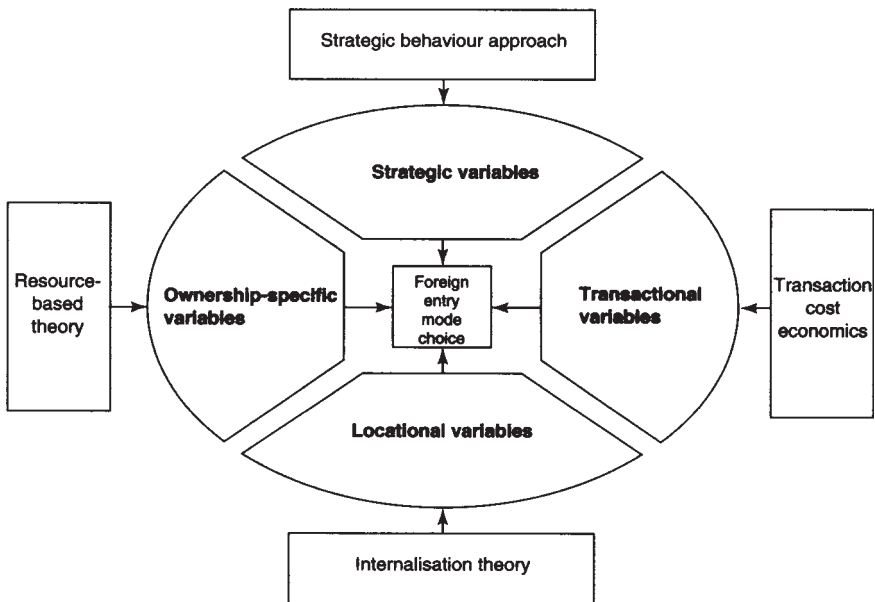 Strategic behaviour approach
Strategic variables
Resource-
based
theory
Ownership-specific
variables
Foreign
entry
mode
choice
Transactional
variables
Transaction
cost
economics
Locational variables
Internalisation theory